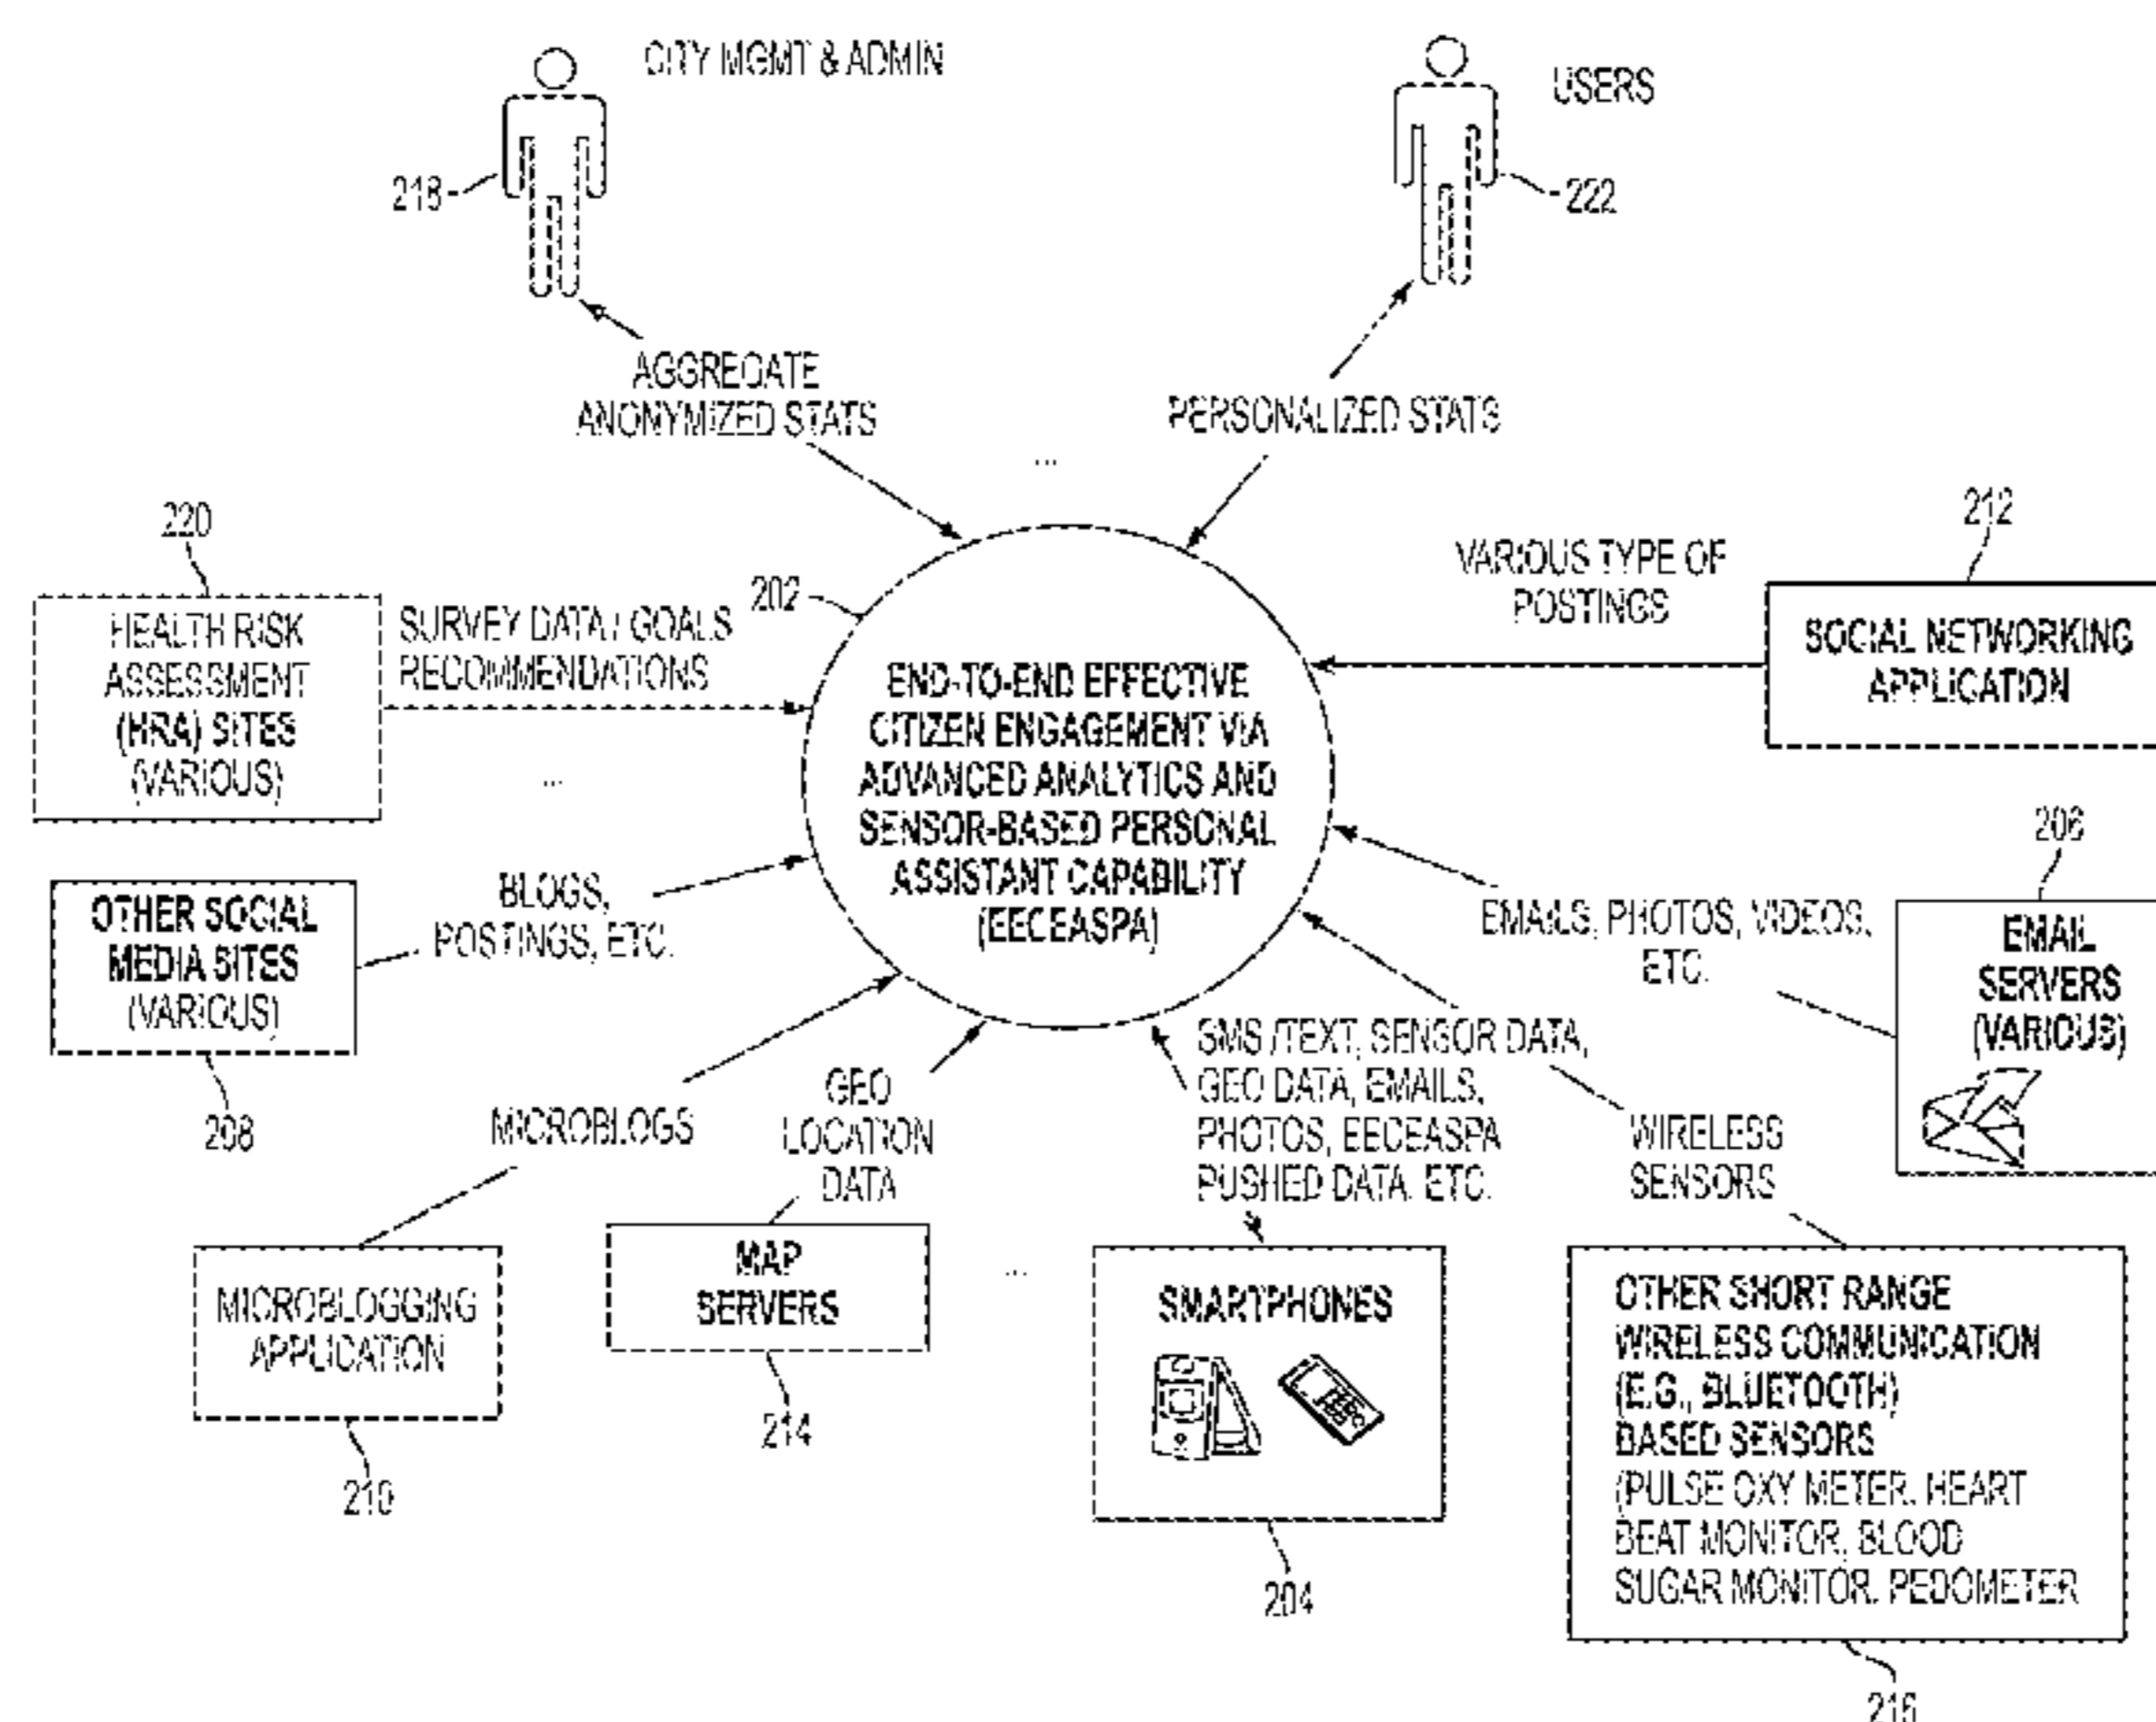 CITY MGMT & ADMIN
USERS
218
222
AGGREGATE
ANONYMIZED STATS
PERSONALIZED STATS
...
220
202
212
HEALTH RISK
ASSESSMENT
(HRA) SITES
(VARIOUS)
SURVEY DATA / GOALS
RECOMMENDATIONS
...
VARIOUS TYPE OF
POSTINGS
SOCIAL NETWORKING
APPLICATION
END-TO-END EFFECTIVE
CITIZEN ENGAGEMENT VIA
ADVANCED ANALYTICS AND
SENSOR-BASED PERSONAL
ASSISTANT CAPABILITY
(EECEASPA)
206
OTHER SOCIAL
MEDIA SITES
(VARIOUS)
208
BLOGS,
POSTINGS, ETC.
EMAILS, PHOTOS, VIDEOS,
ETC.
EMAIL
SERVERS
(VARIOUS)
MICROBLOGS
GEO
LOCATION
DATA
SMS /TEXT, SENSOR DATA,
GEO DATA, EMAILS,
PHOTOS, EECEASPA
PUSHED DATA, ETC.
WIRELESS
SENSORS
MICROBLOGGING
APPLICATION
210
MAP
SERVERS
214
...
SMARTPHONES
204
OTHER SHORT RANGE
WIRELESS COMMUNICATION
(E.G., BLUETOOTH)
BASED SENSORS
(PULSE OXY METER, HEART
BEAT MONITOR, BLOOD
SUGAR MONITOR, PEDOMETER
216